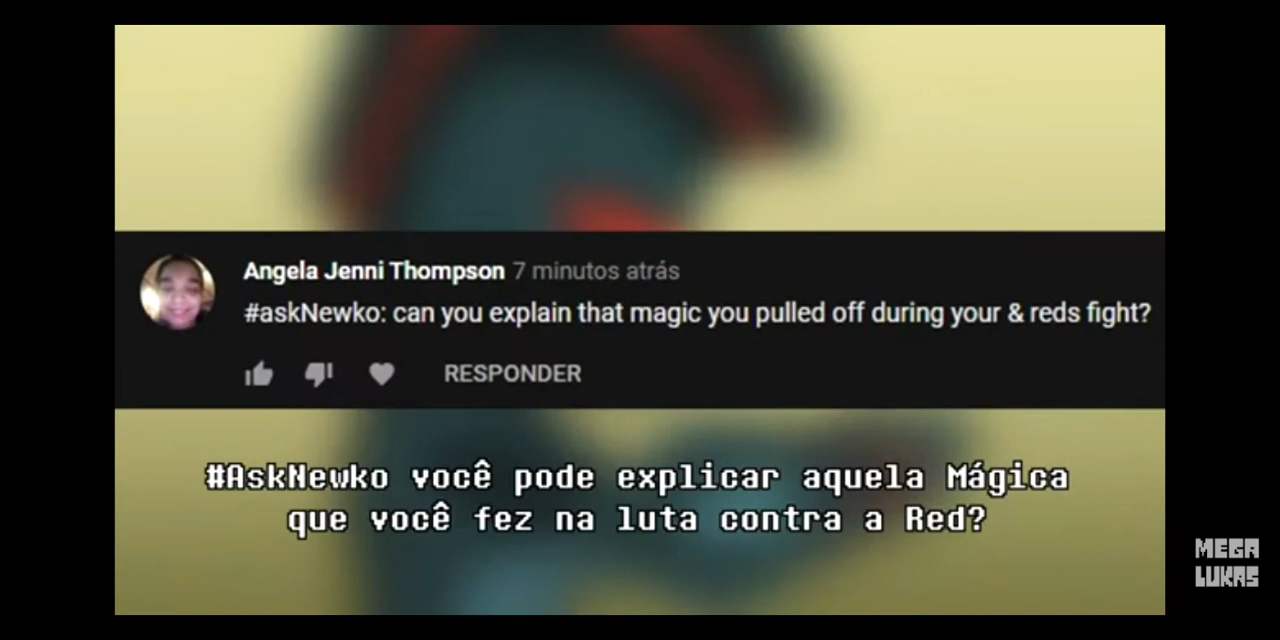 Angela Jenni Thompson 7 minutos atrás
#askNewko: can you explain that magic you pulled off during your & reds fight?
RESPONDER
#AskNewko você pode explicar aquela Mágica
que você fez na luta contra a Red?
MEGA
LUKAS